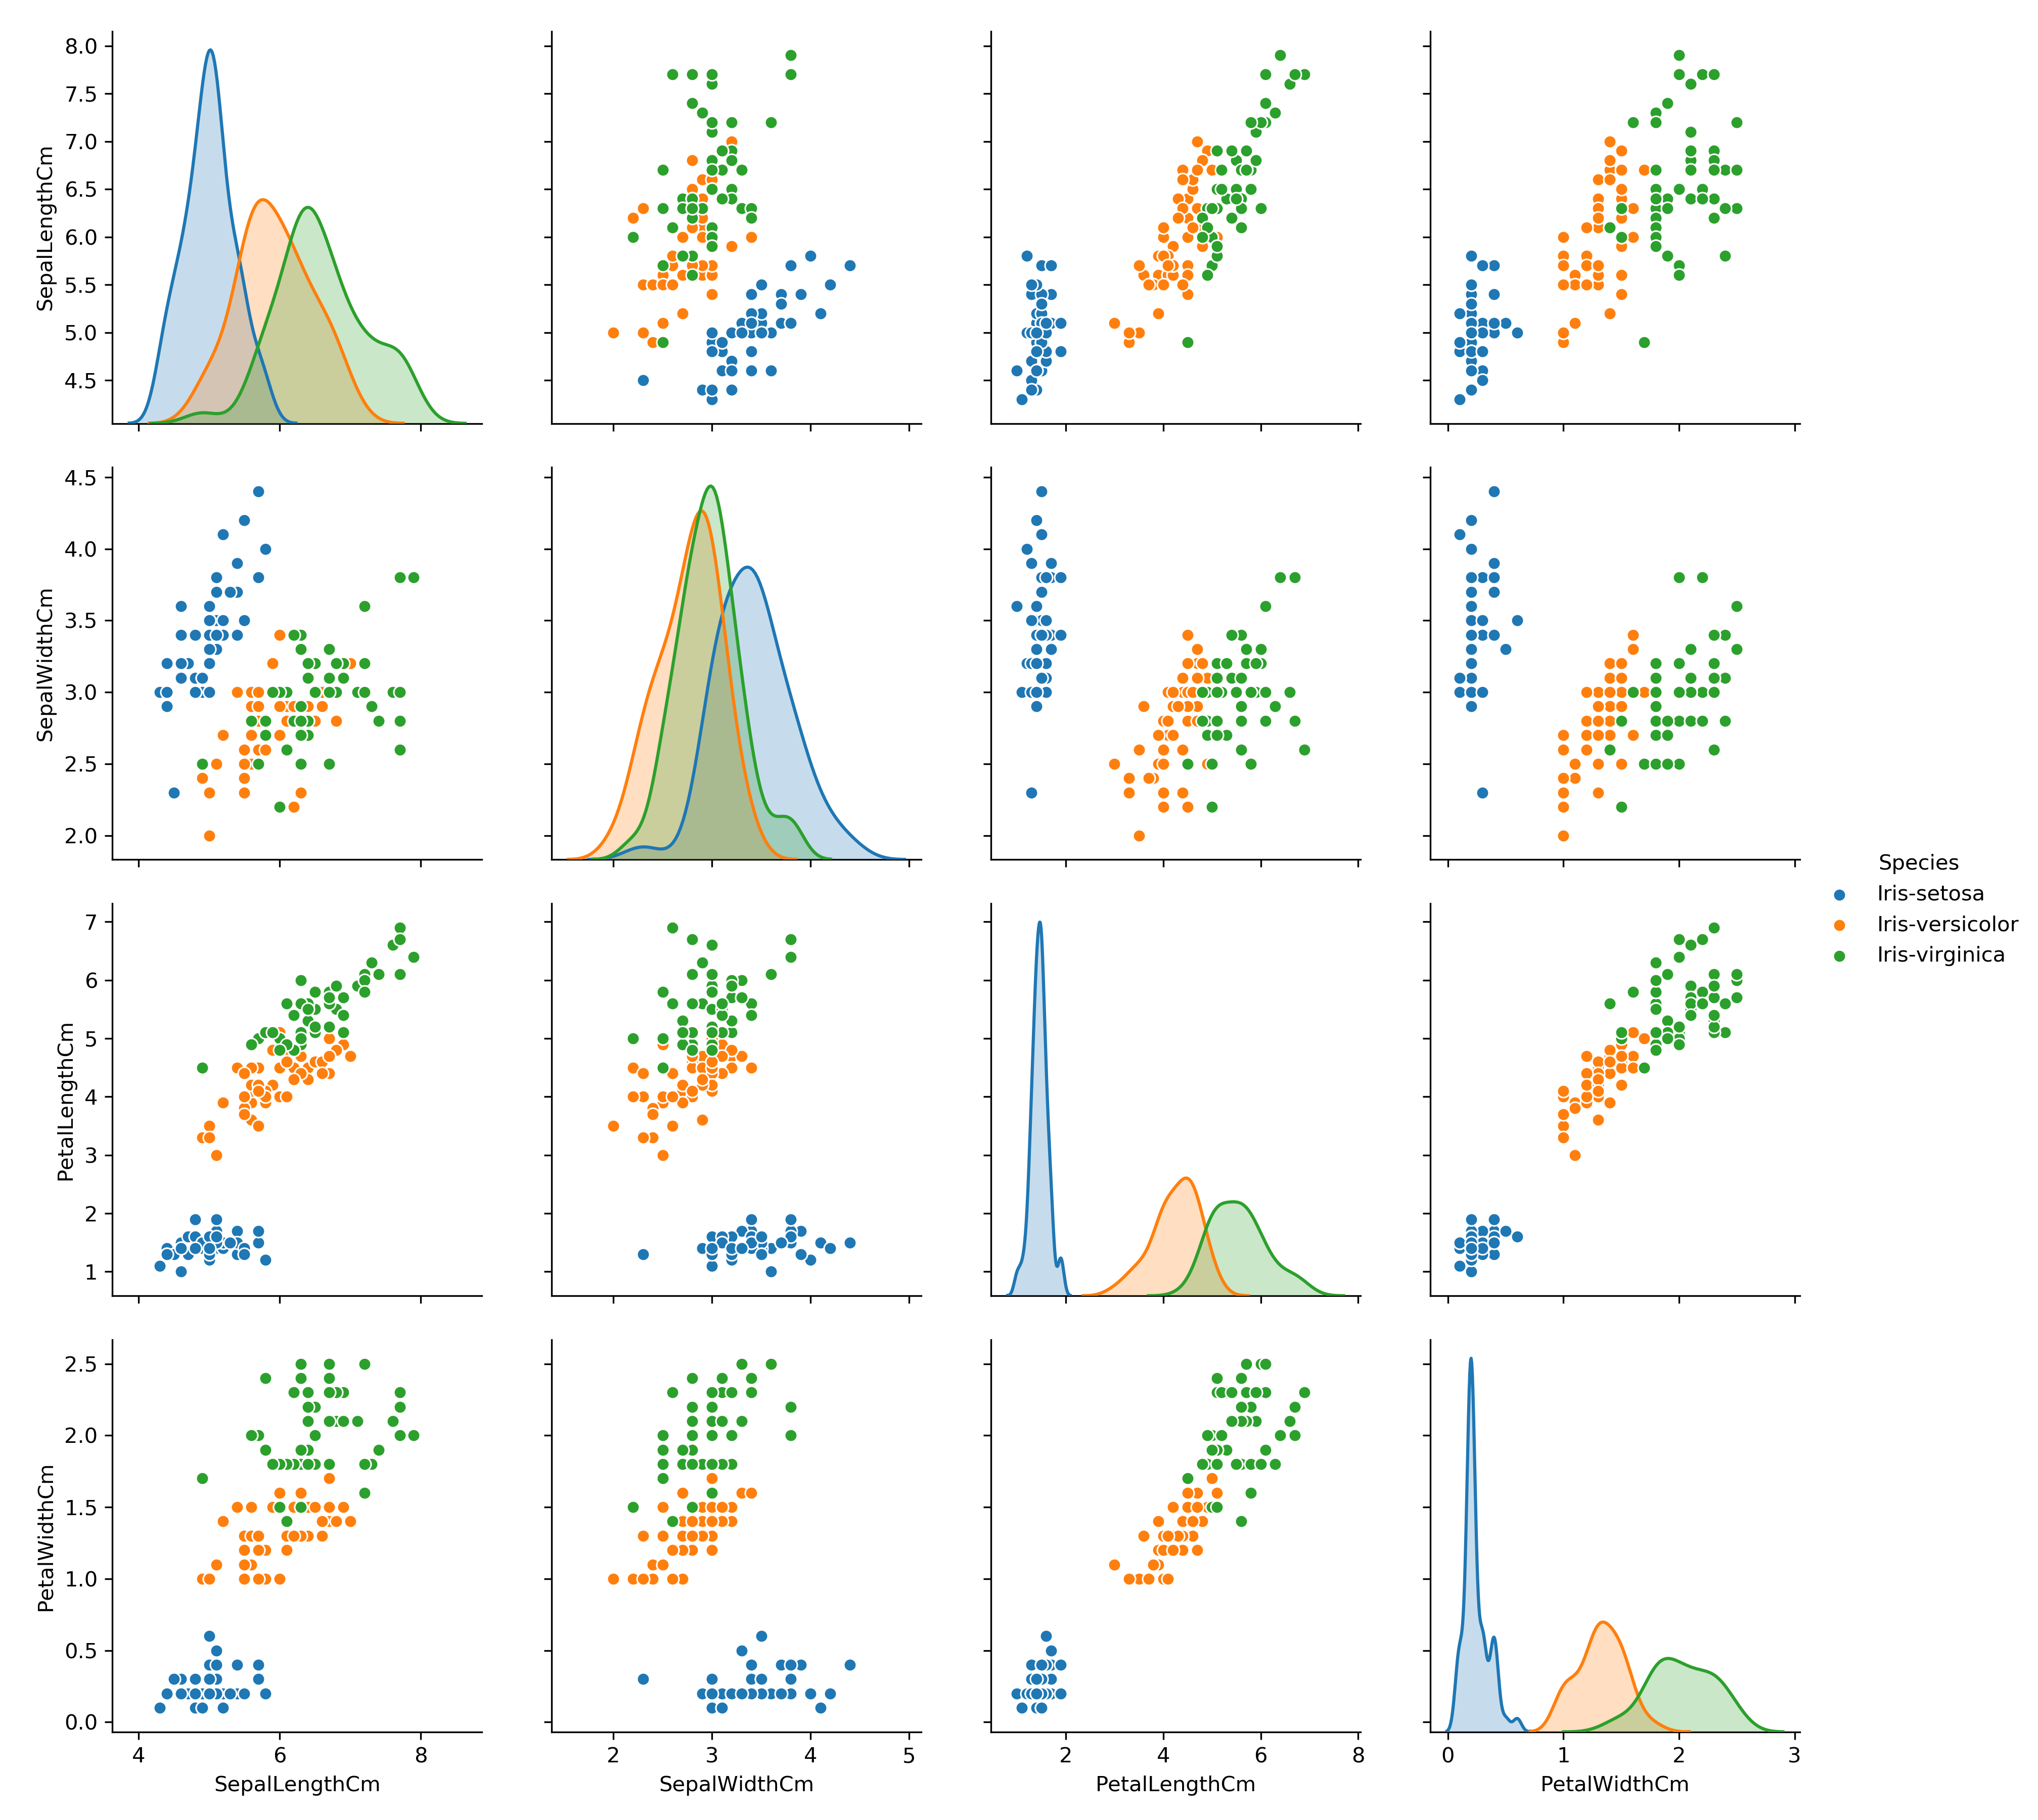 8.0
7.5
7.0
6.5
6.0
5.5
5.0
4.5
SepalLengthCm
4.5
4.0
3.5
3.0
2.5
2.0
SepalWidthCm
Species
Iris-setosa
Iris-versicolor
Iris-virginica
7
6
5
4
3
2
1
PetalLengthCm
2.5
2.0
1.5
1.0
0.5
0.0
PetalWidthCm
4 6 8 2 3 4 5 2 4 6 8 0 1 2 3
SepalLengthCm SepalWidthCm PetalLengthCm PetalWidthCm